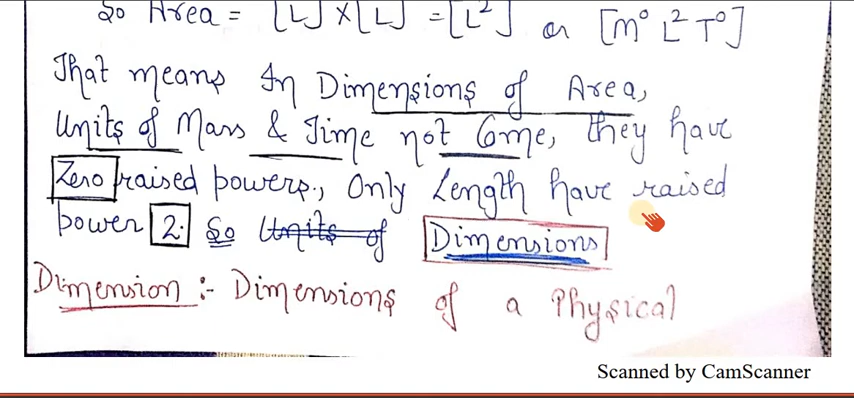 So Area = [L] X [L] = [L²] or [M⁰ L² T⁰]
That means In Dimensions of Area,
Units of Mass & Time not Come, they have
Zero raised powers., Only Length have raised
power 2. So Units of Dimensions
Dimension :- Dimensions of a Physical
Scanned by CamScanner